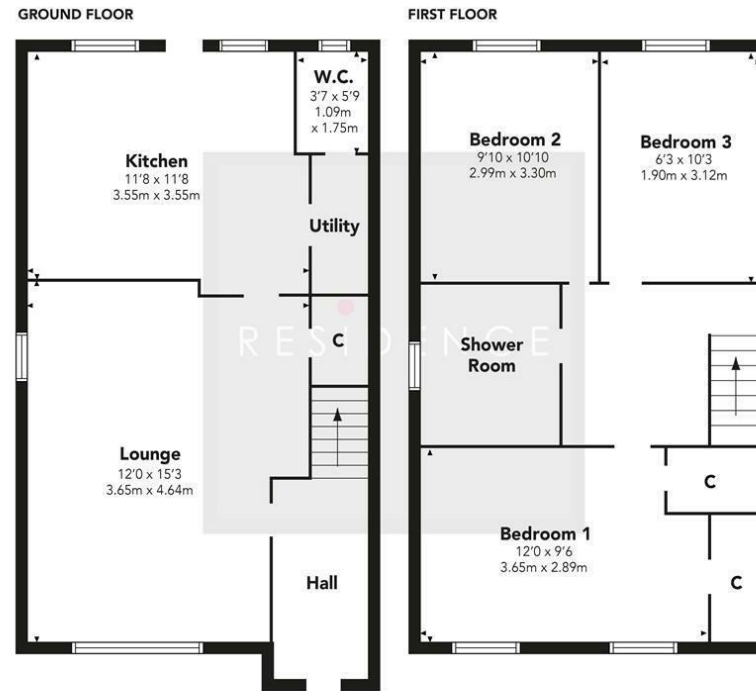 GROUND FLOOR
W.C.
3'7 x 5'9
1.09m
x 1.75m
Kitchen
11'8 x 11'8
3.55m x 3.55m
Utility
C
Lounge
12'0 x 15'3
3.65m x 4.64m
Hall
FIRST FLOOR
Bedroom 2
9'10 x 10'10
2.99m x 3.30m
Bedroom 3
6'3 x 10'3
1.90m x 3.12m
Shower
Room
C
Bedroom 1
12'0 x 9'6
3.65m x 2.89m
C
RESiDENCE